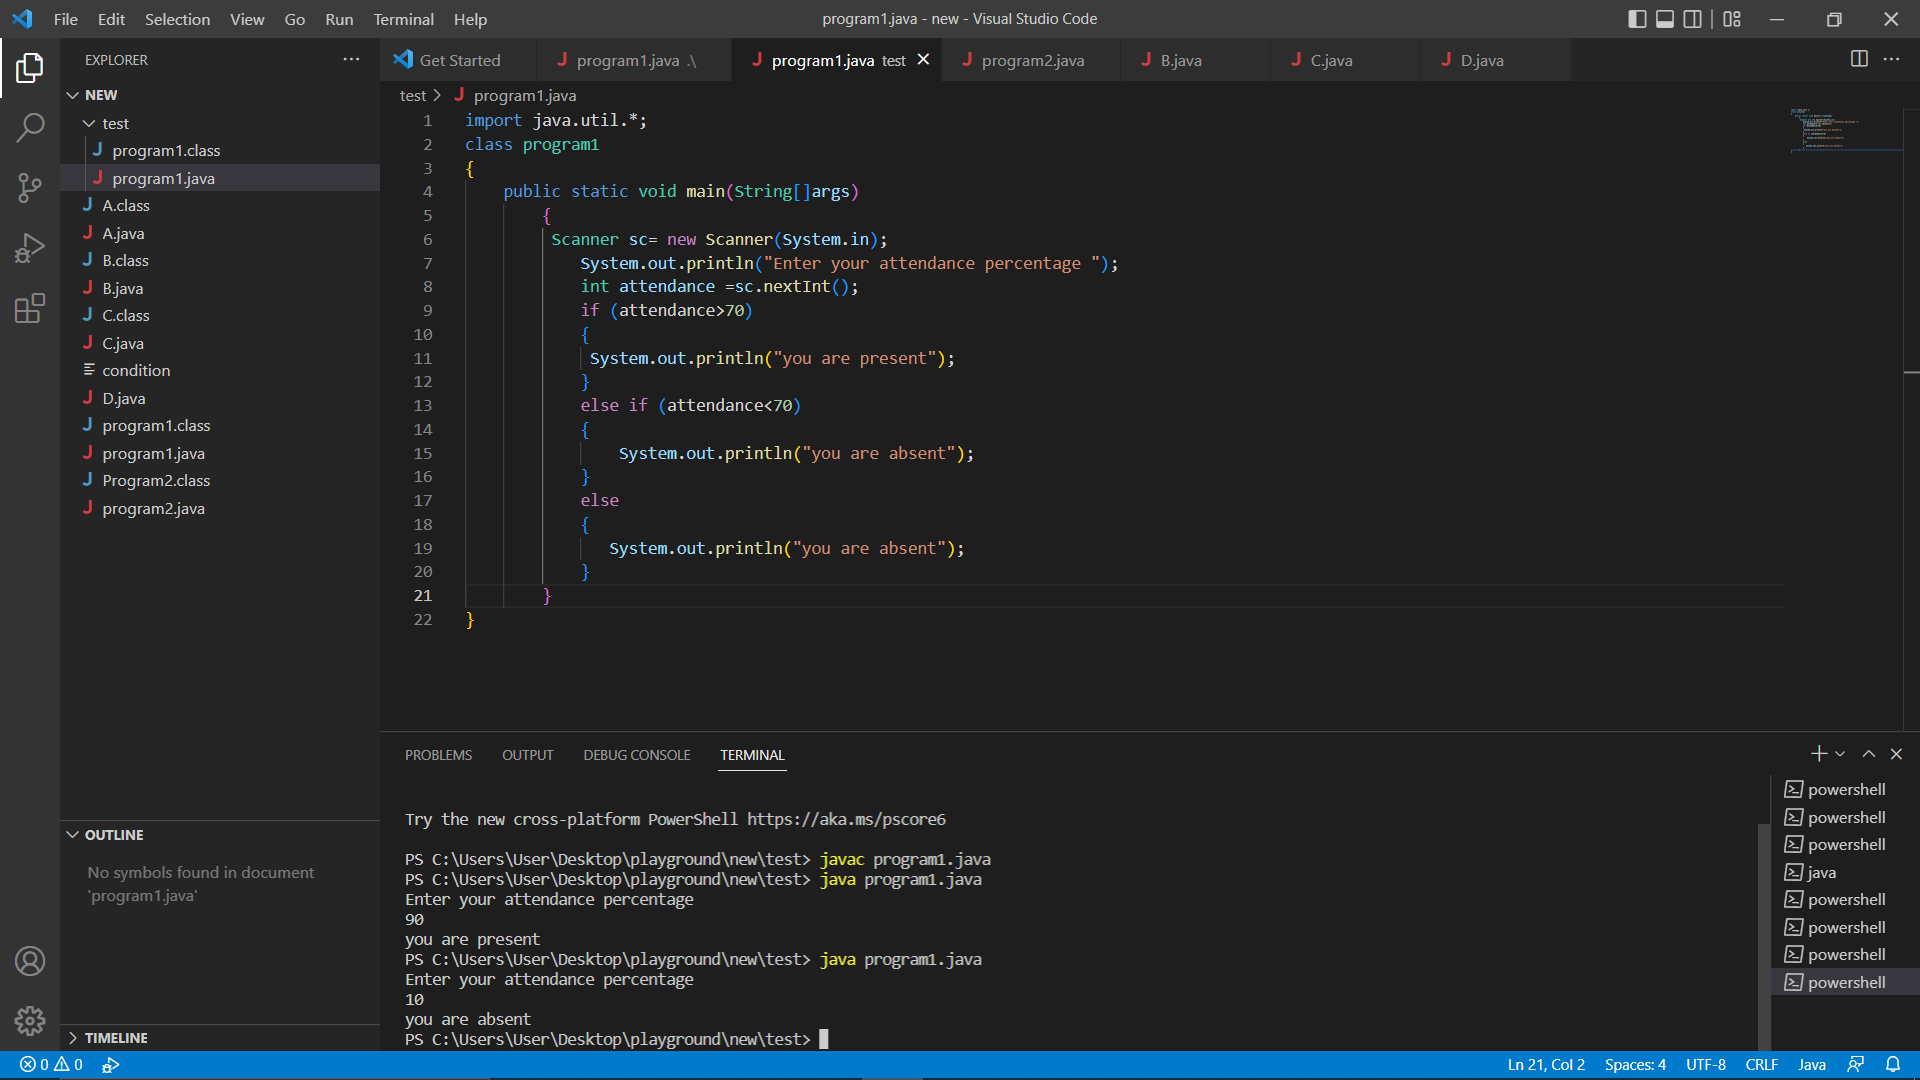 File Edit Selection View Go Run Terminal Help
program1.java - new - Visual Studio Code
EXPLORER
NEW
test
program1.class
program1.java
A.class
A.java
B.class
B.java
C.class
C.java
condition
D.java
program1.class
program1.java
Program2.class
program2.java
OUTLINE
No symbols found in document
'program1.java'
TIMELINE
Get Started program1.java .\ program1.java test program2.java B.java C.java D.java
test > program1.java
1 import java.util.*;
2 class program1
3 {
4 public static void main(String[]args)
5 {
6 Scanner sc= new Scanner(System.in);
7 System.out.println("Enter your attendance percentage ");
8 int attendance =sc.nextInt();
9 if (attendance>70)
10 {
11 System.out.println("you are present");
12 }
13 else if (attendance<70)
14 {
15 System.out.println("you are absent");
16 }
17 else
18 {
19 System.out.println("you are absent");
20 }
21 }
22 }
PROBLEMS OUTPUT DEBUG CONSOLE TERMINAL
Try the new cross-platform PowerShell https://aka.ms/pscore6
PS C:\Users\User\Desktop\playground\new\test> javac program1.java
PS C:\Users\User\Desktop\playground\new\test> java program1.java
Enter your attendance percentage
90
you are present
PS C:\Users\User\Desktop\playground\new\test> java program1.java
Enter your attendance percentage
10
you are absent
PS C:\Users\User\Desktop\playground\new\test>
powershell
powershell
powershell
java
powershell
powershell
powershell
powershell
0 0
Ln 21, Col 2 Spaces: 4 UTF-8 CRLF Java